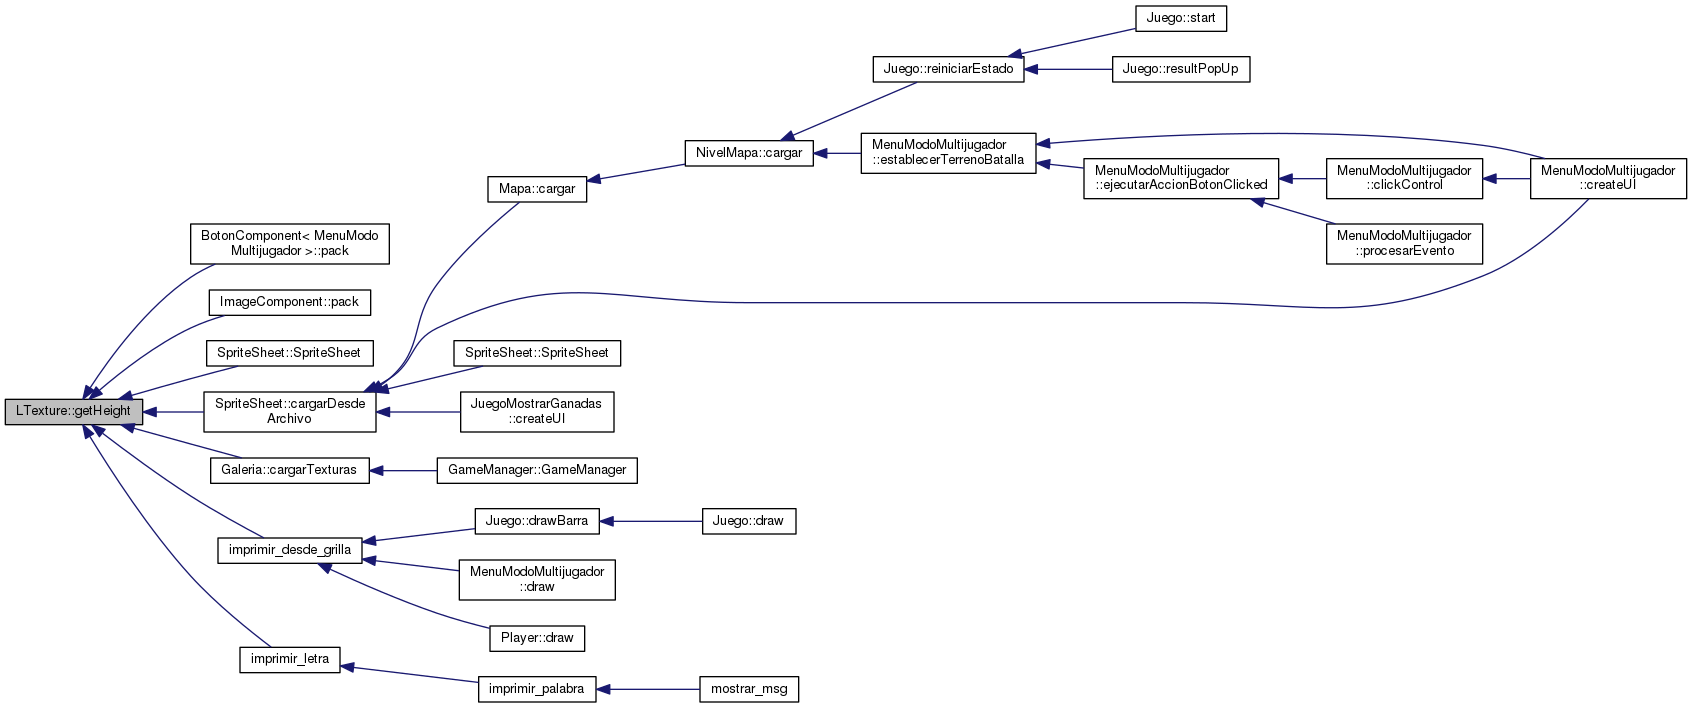 Juego::start
Juego::reiniciarEstado
Juego::resultPopUp
NivelMapa::cargar
MenuModoMultijugador
::establecerTerrenoBatalla
MenuModoMultijugador
::ejecutarAccionBotonClicked
MenuModoMultijugador
::clickControl
MenuModoMultijugador
::createUI
Mapa::cargar
MenuModoMultijugador
::procesarEvento
BotonComponent< MenuModo
Multijugador >::pack
ImageComponent::pack
SpriteSheet::SpriteSheet
SpriteSheet::SpriteSheet
LTexture::getHeight
SpriteSheet::cargarDesde
Archivo
JuegoMostrarGanadas
::createUI
Galeria::cargarTexturas
GameManager::GameManager
Juego::drawBarra
Juego::draw
imprimir_desde_grilla
MenuModoMultijugador
::draw
Player::draw
imprimir_letra
imprimir_palabra
mostrar_msg